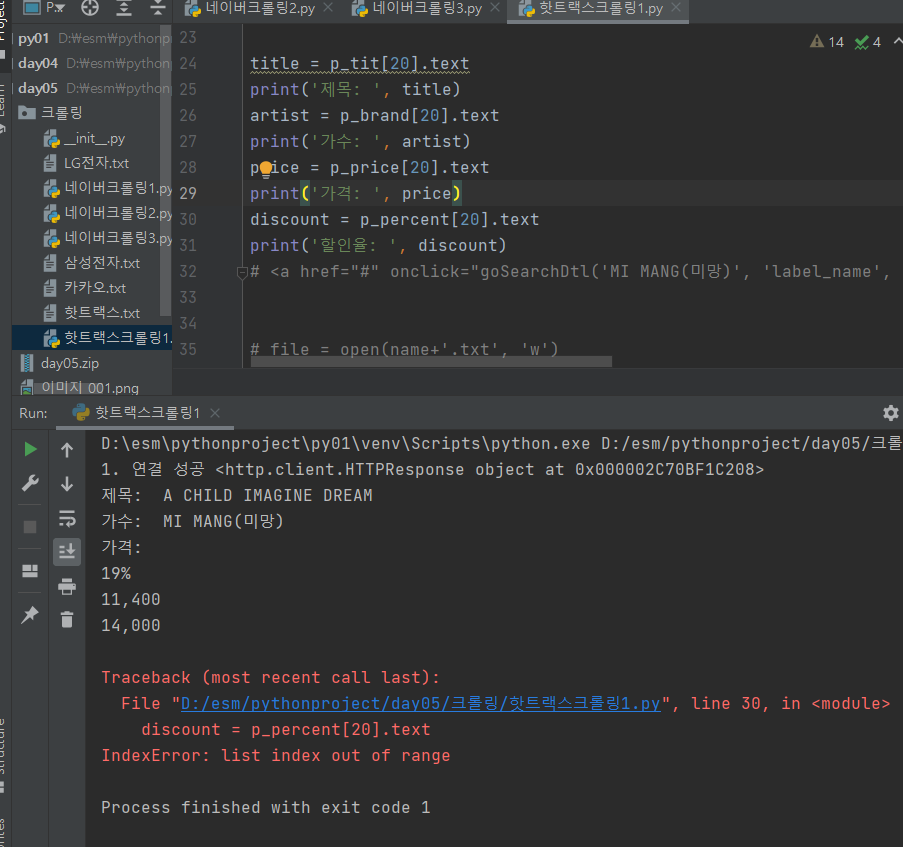 P...
네이버크롤링2.py
네이버크롤링3.py
핫트랙스크롤링1.py
py01 D:₩esm₩pythonp
day04 D:₩esm₩pythonp
day05 D:₩esm₩pythonp
크롤링
__init__.py
LG전자.txt
네이버크롤링1.py
네이버크롤링2.py
네이버크롤링3.py
삼성전자.txt
카카오.txt
핫트랙스.txt
핫트랙스크롤링1.
day05.zip
이미지 001.png
14 4
23
24 title = p_tit[20].text
25 print('제목: ', title)
26 artist = p_brand[20].text
27 print('가수: ', artist)
28 price = p_price[20].text
29 print('가격: ', price)
30 discount = p_percent[20].text
31 print('할인율: ', discount)
32 # <a href="#" onclick="goSearchDtl('MI MANG(미망)', 'label_name',
33
34
35 # file = open(name+'.txt', 'w')
Run: 핫트랙스크롤링1
D:\esm\pythonproject\py01\venv\Scripts\python.exe D:/esm/pythonproject/day05/크롤
1. 연결 성공 <http.client.HTTPResponse object at 0x000002C70BF1C208>
제목:  A CHILD IMAGINE DREAM
가수:  MI MANG(미망)
가격:
19%
11,400
14,000
Traceback (most recent call last):
File "D:/esm/pythonproject/day05/크롤링/핫트랙스크롤링1.py", line 30, in <module>
discount = p_percent[20].text
IndexError: list index out of range
Process finished with exit code 1